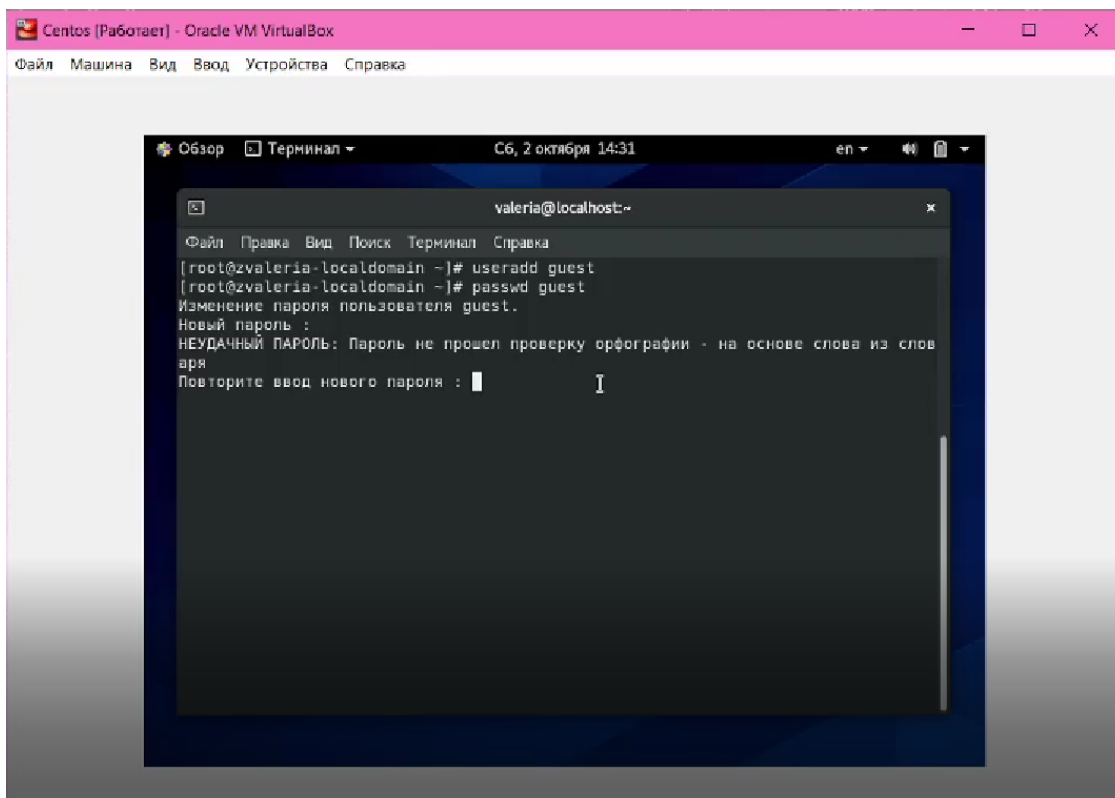 Centos [Работает] - Oracle VM VirtualBox
Файл Машина Вид Ввод Устройства Справка
Обзор Терминал Сб, 2 октября 14:31 en
valeria@localhost:~
Файл Правка Вид Поиск Терминал Справка
[root@zvaleria-localdomain ~]# useradd guest
[root@zvaleria-localdomain ~]# passwd guest
Изменение пароля пользователя guest.
Новый пароль :
НЕУДАЧНЫЙ ПАРОЛЬ: Пароль не прошел проверку орфографии - на основе слова из слов
аря
Повторите ввод нового пароля :